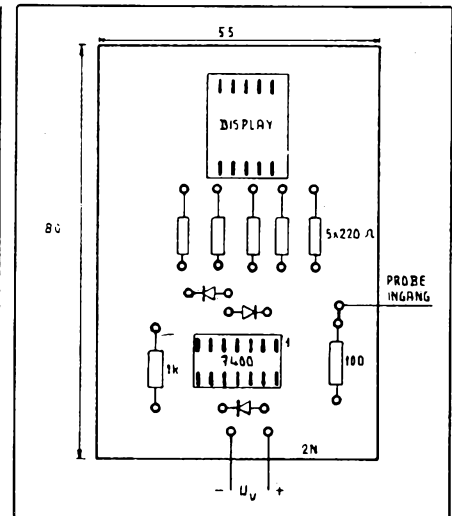 55
DISPLAY
80
5x220 Ω
PROBE
INGANG
1
7400
1k
100
2N
- Uv +